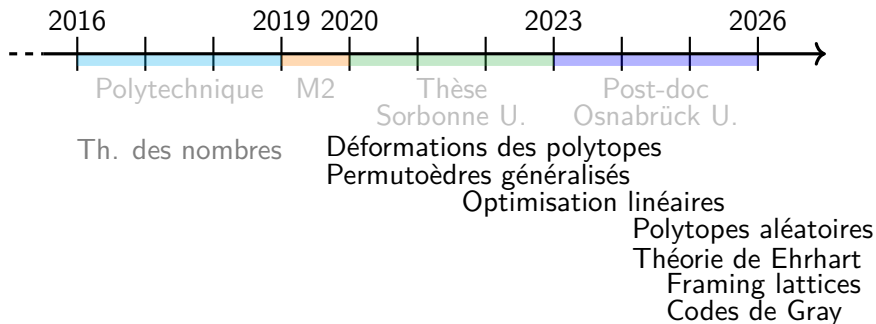 2016 2019 2020 2023 2026
Polytechnique M2 Thèse Post-doc
Sorbonne U. Osnabrück U.
Th. des nombres Déformations des polytopes
Permutoèdres généralisés
Optimisation linéaires
Polytopes aléatoires
Théorie de Ehrhart
Framing lattices
Codes de Gray